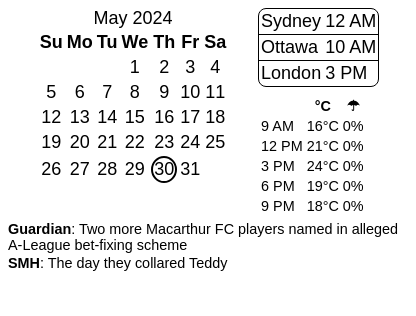 May 2024
Su Mo Tu We Th Fr Sa
1 2 3 4
5 6 7 8 9 10 11
12 13 14 15 16 17 18
19 20 21 22 23 24 25
26 27 28 29 30 31
Sydney 12 AM
Ottawa 10 AM
London 3 PM
°C ☂
9 AM 16°C 0%
12 PM 21°C 0%
3 PM 24°C 0%
6 PM 19°C 0%
9 PM 18°C 0%
Guardian: Two more Macarthur FC players named in alleged
A-League bet-fixing scheme
SMH: The day they collared Teddy